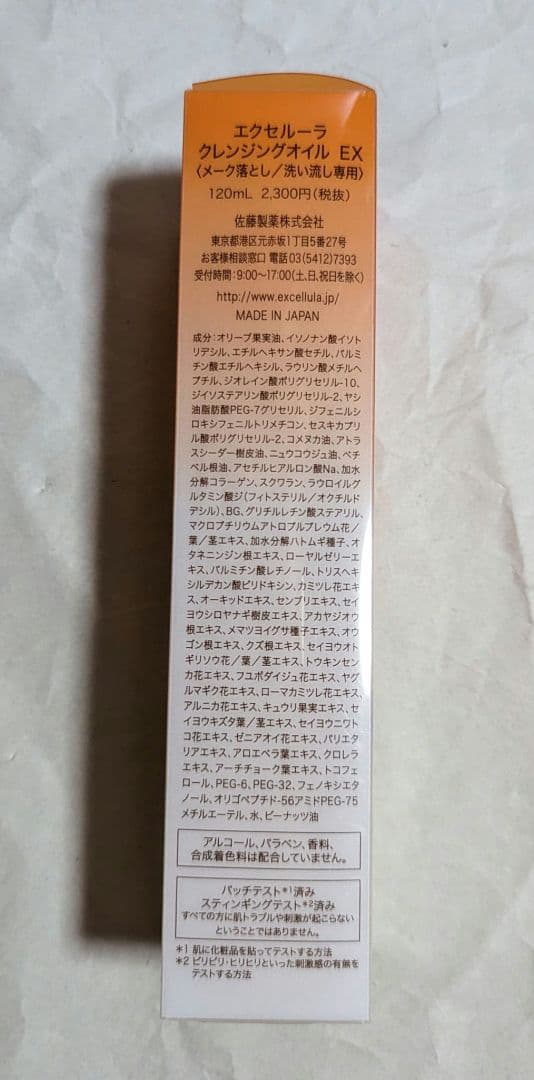 エクセルーラ
クレンジングオイル EX
〈メーク落とし/洗い流し専用〉
120mL 2,300円(税抜)
佐藤製薬株式会社
東京都港区元赤坂1丁目5番27号
お客様相談窓口 電話03(5412)7393
受付時間:9:00〜17:00(土、日、祝日を除く)
http://www.excellula.jp/
MADE IN JAPAN
成分:オリーブ果実油、イソノナン酸イソト
リデシル、エチルヘキサン酸セチル、パルミ
チン酸エチルヘキシル、ラウリン酸メチルヘ
プチル、ジオレイン酸ポリグリセリル-10、
ジイソステアリン酸ポリグリセリル-2、ヤシ
油脂肪酸PEG-7グリセリル、ジフェニルシ
ロキシフェニルトリメチコン、セスキカプリ
ル酸ポリグリセリル-2、コメヌカ油、アトラ
スシーダー樹皮油、ニュウコウジュ油、ベチ
ベル根油、アセチルヒアルロン酸Na、加水
分解コラーゲン、スクワラン、ラウロイルグ
ルタミン酸ジ(フィトステリル/オクチルド
デシル)、BG、グリチルレチン酸ステアリル、
マクロプチリウムアトロプルプレウム花/
葉/茎エキス、加水分解ハトムギ種子、オ
タネニンジン根エキス、ローヤルゼリーエ
キス、パルミチン酸レチノール、トリスヘキ
シルデカン酸ピリドキシン、カミツレ花エキ
ス、オーキッドエキス、センブリエキス、セイ
ヨウシロヤナギ樹皮エキス、アカヤジオウ
根エキス、メマツヨイグサ種子エキス、オウ
ゴン根エキス、クズ根エキス、セイヨウオト
ギリソウ花/葉/茎エキス、トウキンセン
カ花エキス、フユボダイジュ花エキス、ヤグ
ルマギク花エキス、ローマカミツレ花エキス、
アルニカ花エキス、キュウリ果実エキス、セ
イヨウキズタ葉/茎エキス、セイヨウニワト
コ花エキス、ゼニアオイ花エキス、パリエタ
リアエキス、アロエベラ葉エキス、クロレラ
エキス、アーチチョーク葉エキス、トコフェ
ロール、PEG-6、PEG-32、フェノキシエタ
ノール、オリゴペプチド-56アミドPEG-75
メチルエーテル、水、ピーナッツ油
アルコール、パラベン、香料、
合成着色料は配合していません。
パッチテスト*1済み
スティンギングテスト*2済み
すべての方に肌トラブルや刺激が起こらない
ということではありません。
*1 肌に化粧品を貼ってテストする方法
*2 ピリピリ・ヒリヒリといった刺激感の有無を
テストする方法